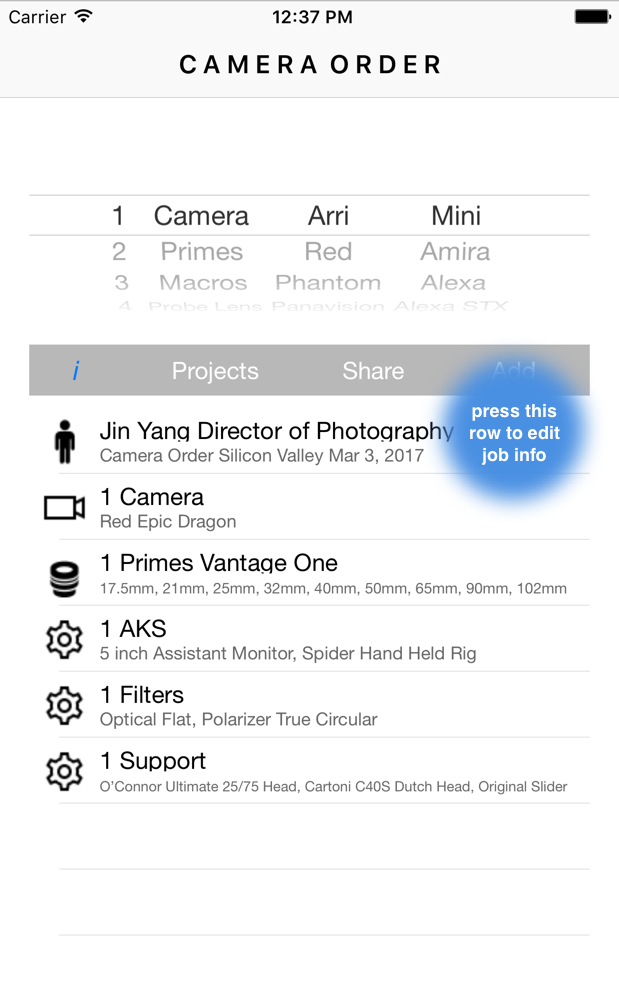 Carrier 12:37 PM
CAMERA ORDER
1 Camera Arri Mini
2 Primes Red Amira
3 Macros Phantom Alexa
4 Probe Lens Panavision Alexa STX
i Projects Share Add
press this
row to edit
job info
Jin Yang Director of Photography
Camera Order Silicon Valley Mar 3, 2017
1 Camera
Red Epic Dragon
1 Primes Vantage One
17.5mm, 21mm, 25mm, 32mm, 40mm, 50mm, 65mm, 90mm, 102mm
1 AKS
5 inch Assistant Monitor, Spider Hand Held Rig
1 Filters
Optical Flat, Polarizer True Circular
1 Support
O'Connor Ultimate 25/75 Head, Cartoni C40S Dutch Head, Original Slider